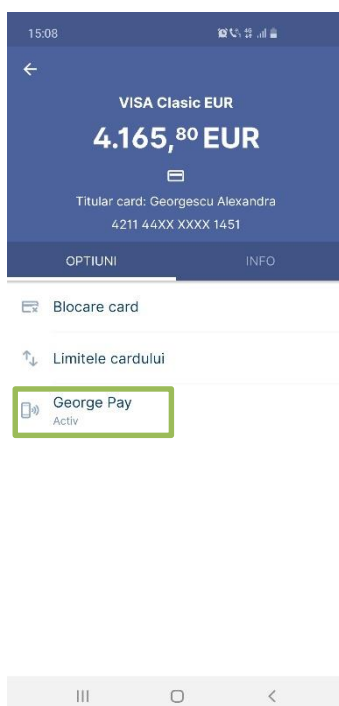 15:08
VISA Clasic EUR
4.165,80 EUR
Titular card: Georgescu Alexandra
4211 44XX XXXX 1451
OPTIUNI INFO
Blocare card
Limitele cardului
George Pay
Activ